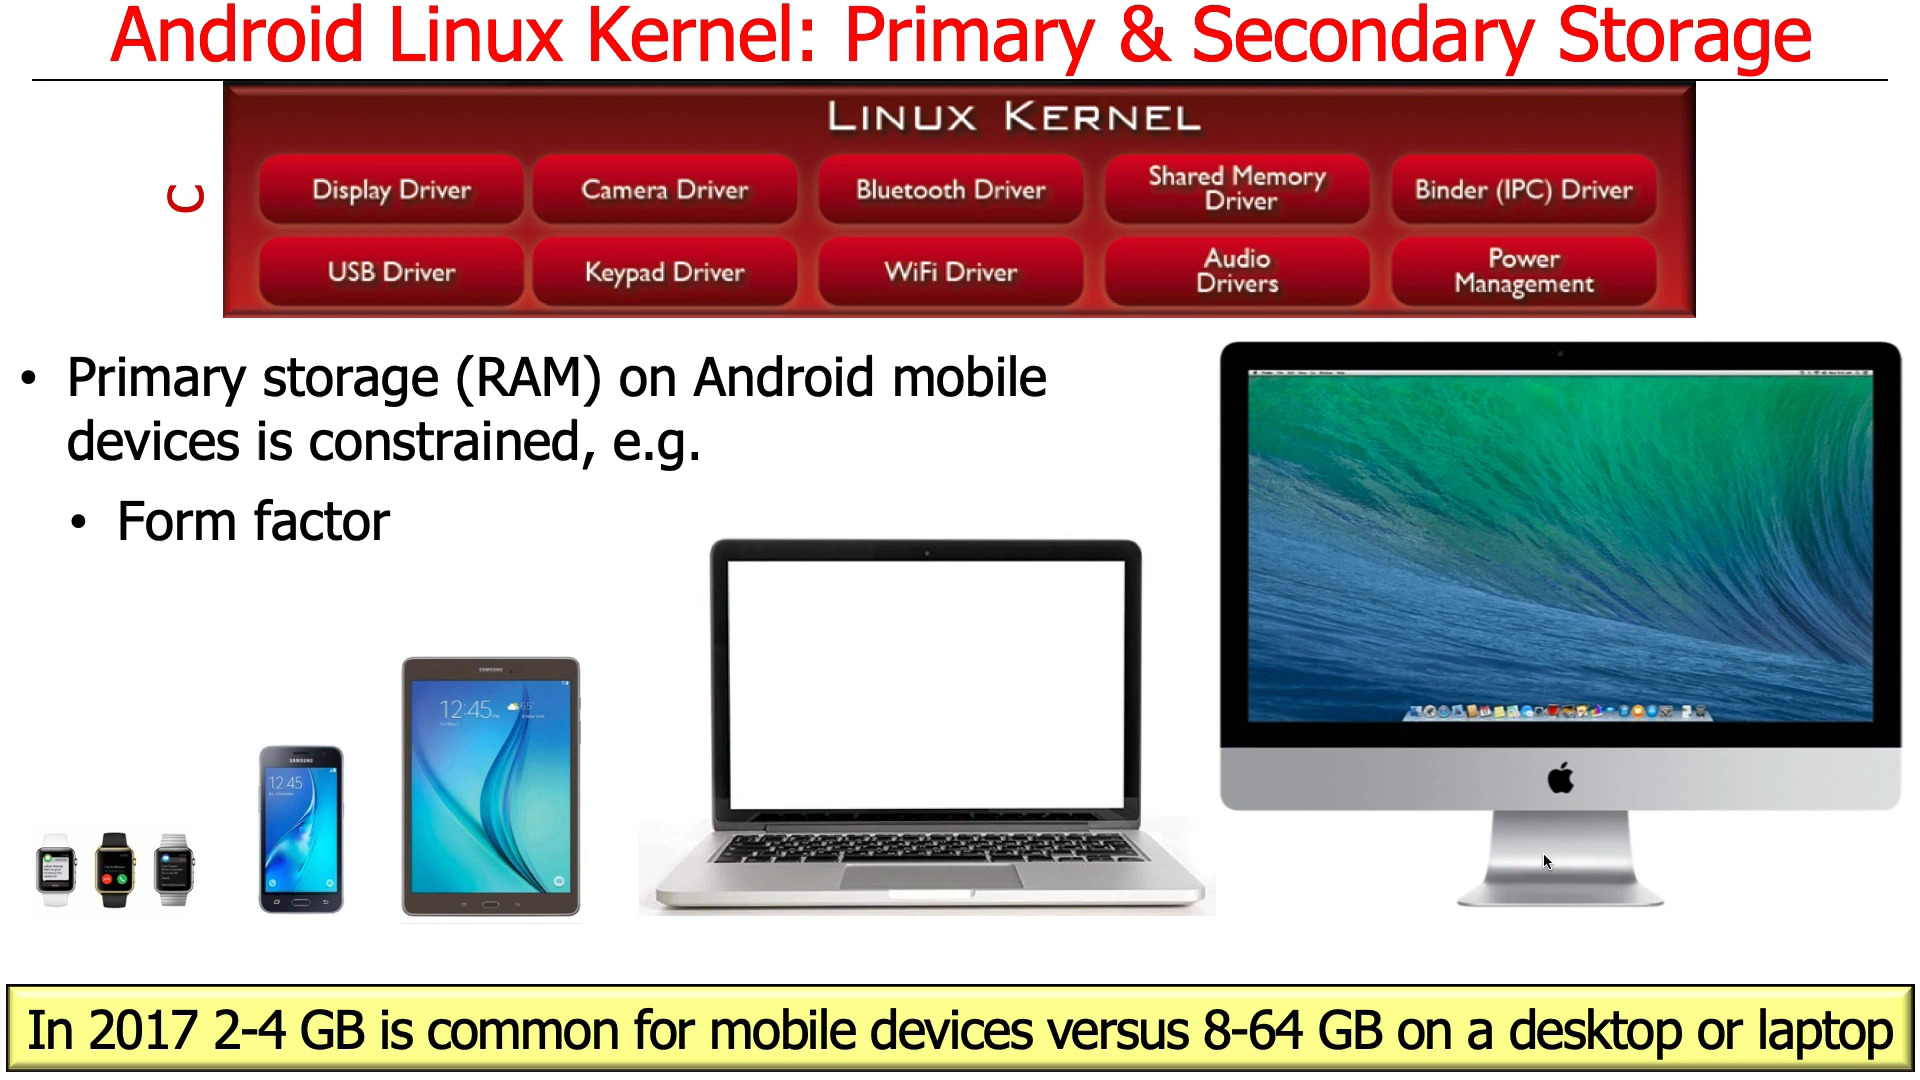 Android Linux Kernel: Primary & Secondary Storage
LINUX KERNEL
C
Display Driver
Camera Driver
Bluetooth Driver
Shared Memory
Driver
Binder (IPC) Driver
USB Driver
Keypad Driver
WiFi Driver
Audio
Drivers
Power
Management
• Primary storage (RAM) on Android mobile
devices is constrained, e.g.
• Form factor
SAMSUNG
12:45
SAMSUNG
12:45
In 2017 2-4 GB is common for mobile devices versus 8-64 GB on a desktop or laptop